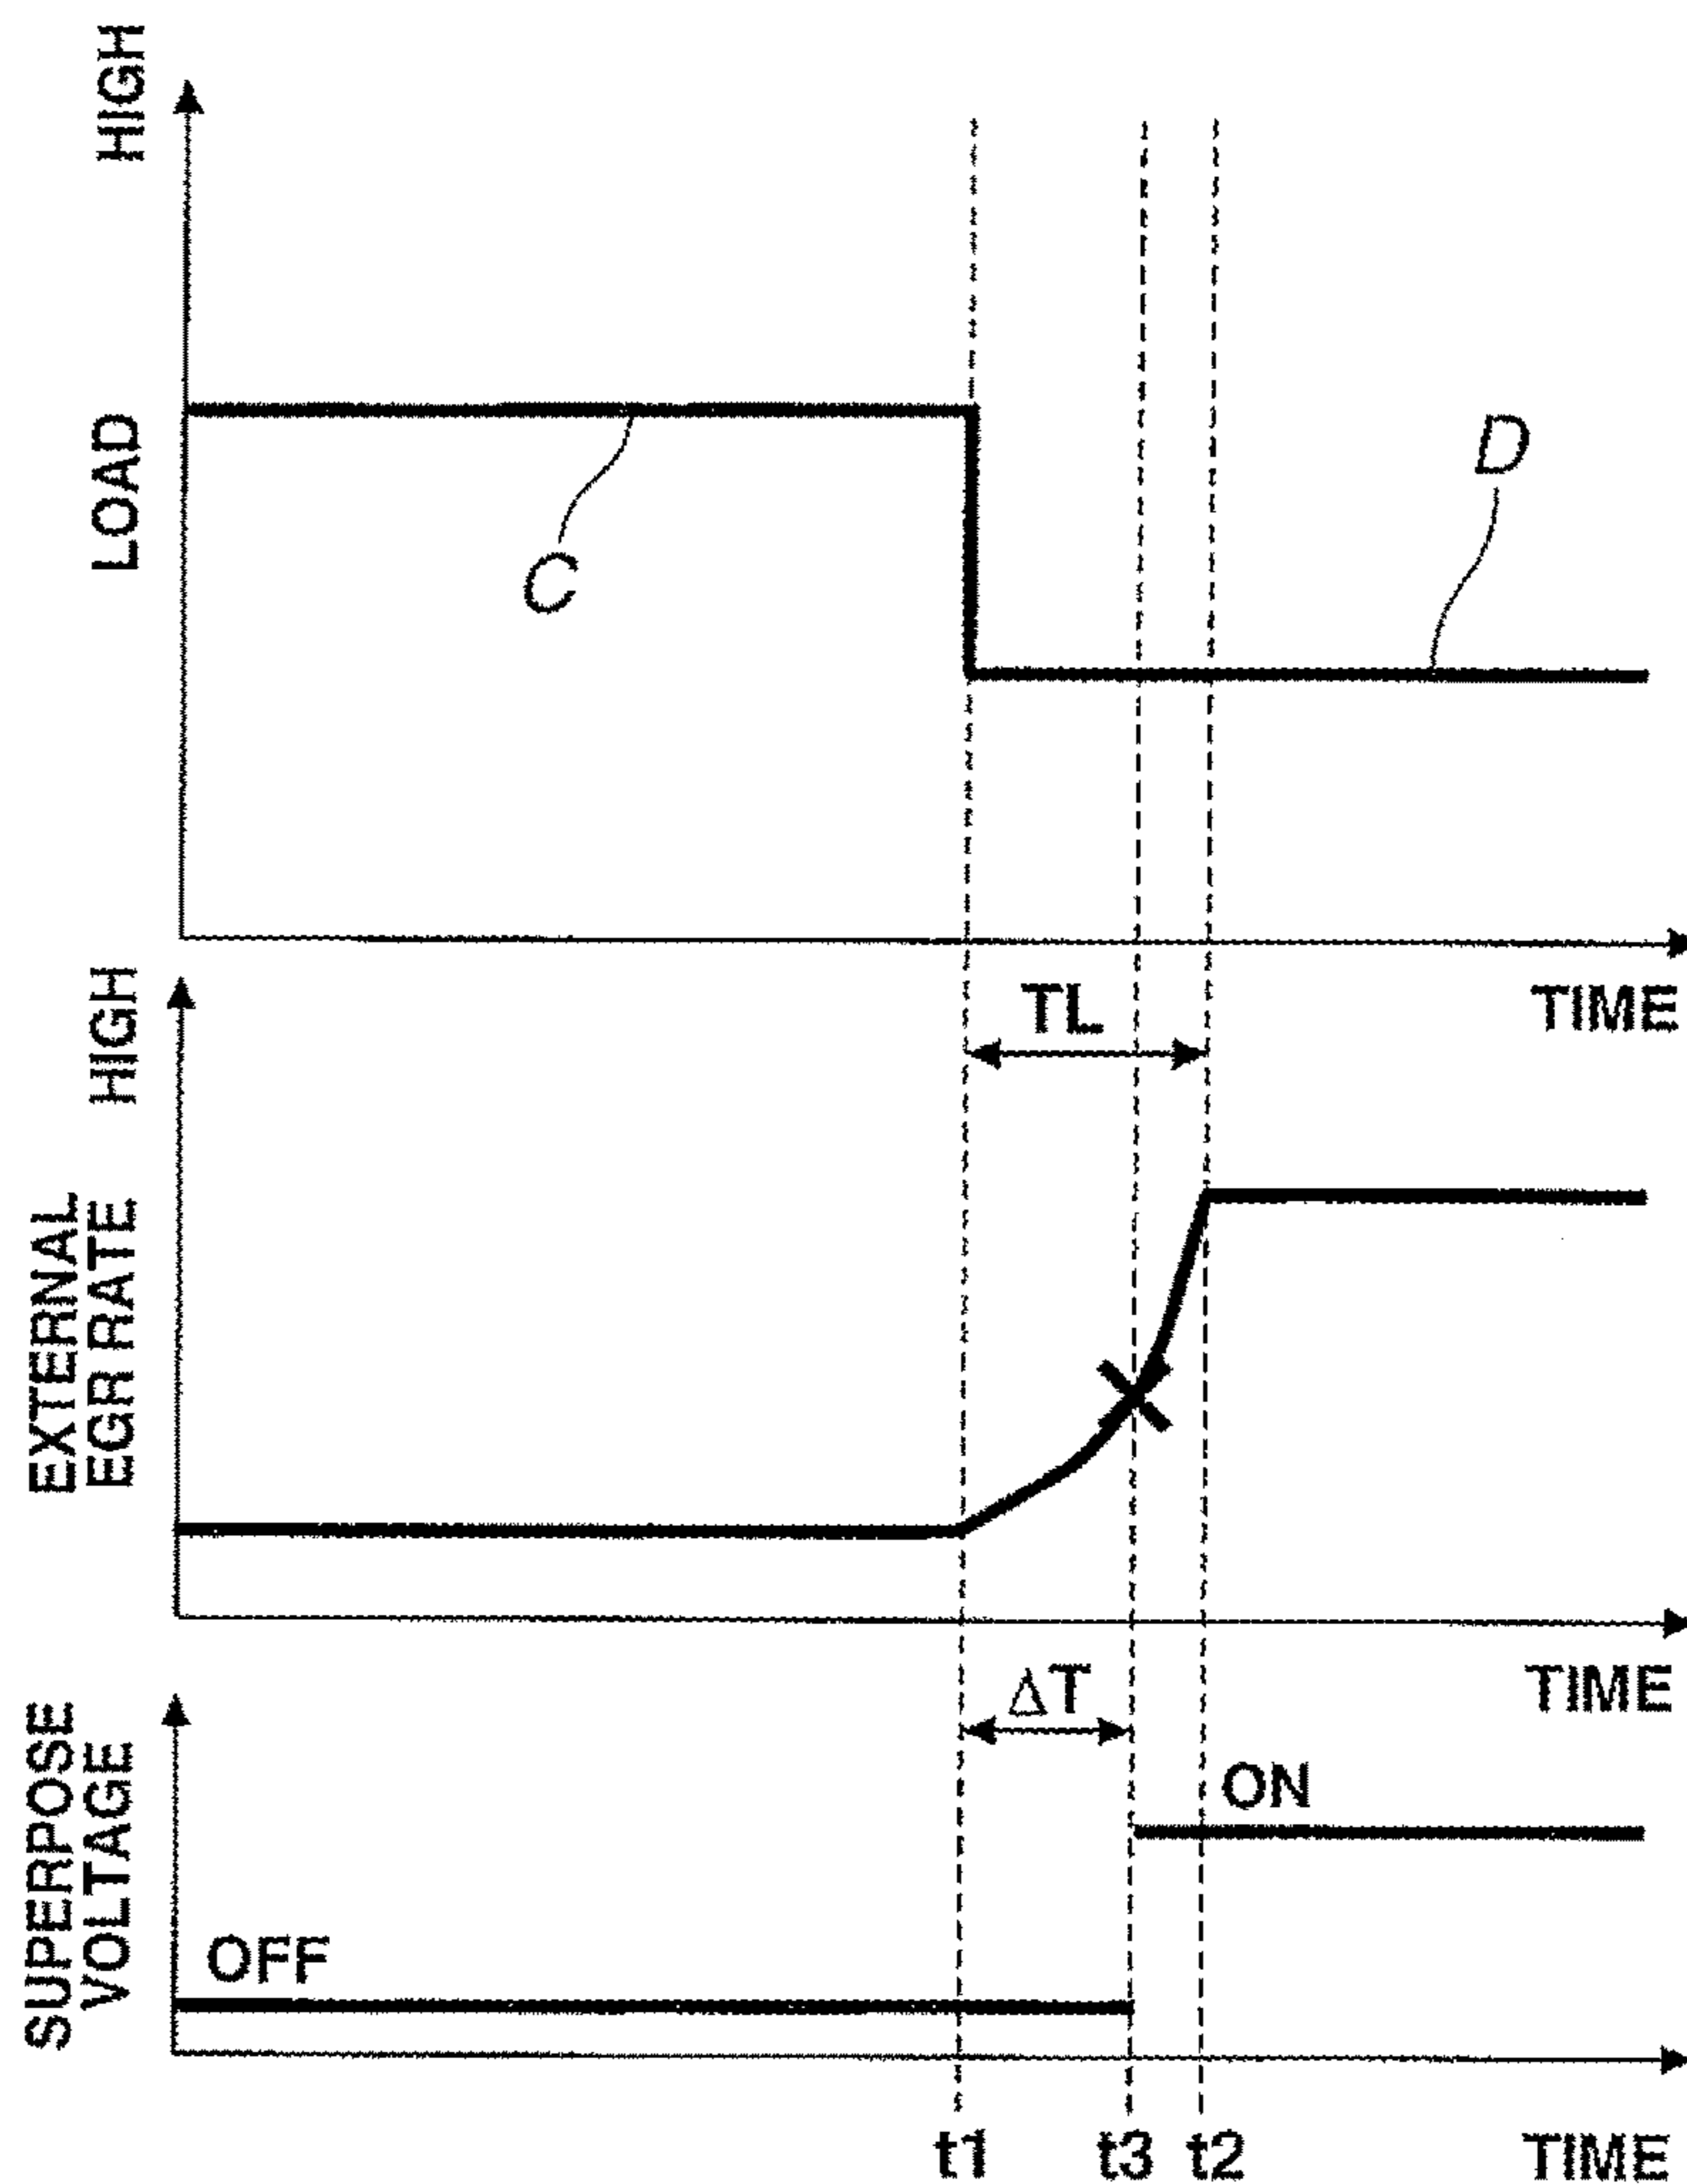 HIGH
LOAD
C
D
TIME
HIGH
EXTERNAL
EGR RATE
TL
TIME
SUPERPOSE
VOLTAGE
ΔT
ON
OFF
t1
t3
t2
TIME